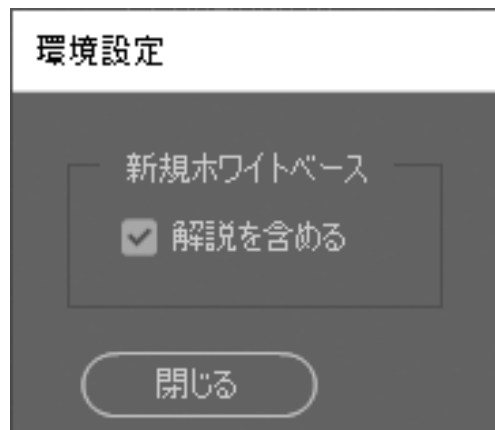 環境設定
新規ホワイトベース
解説を含める
閉じる